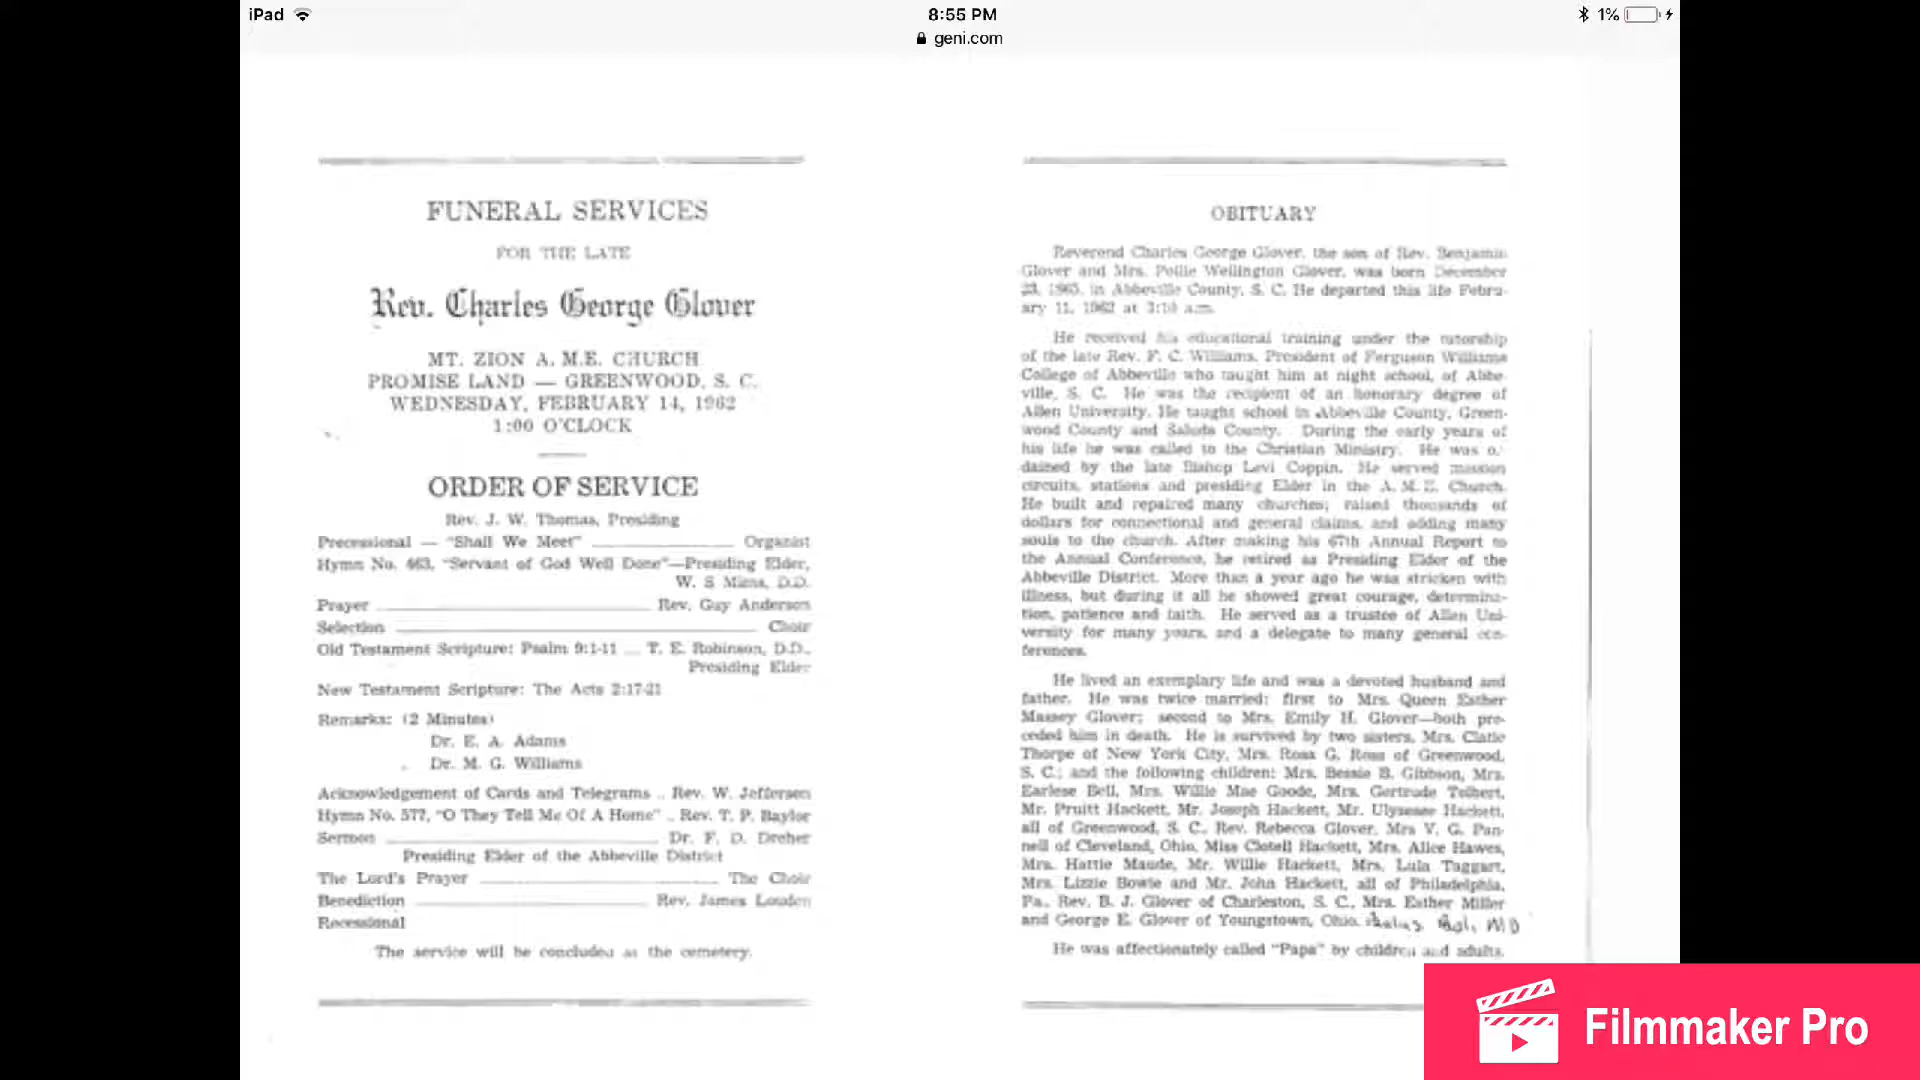 iPad
8:55 PM
1%
geni.com
FUNERAL SERVICES
FOR THE LATE
Rev. Charles George Glover
MT. ZION A. M.E. CHURCH
PROMISE LAND — GREENWOOD, S. C.
WEDNESDAY, FEBRUARY 14, 1962
1:00 O'CLOCK
ORDER OF SERVICE
Rev. J. W. Thomas, Presiding
Precessional — "Shall We Meet" Organist
Hymn No. 463, "Servant of God Well Done"—Presiding Elder,
W. S Mims, D.D.
Prayer Rev. Guy Anderson
Selection Choir
Old Testament Scripture: Psalm 9:1-11 T. E. Robinson, D.D.,
Presiding Elder
New Testament Scripture: The Acts 2:17-21
Remarks: (2 Minutes)
Dr. E. A. Adams
Dr. M. G. Williams
Acknowledgement of Cards and Telegrams .. Rev. W. Jefferson
Hymn No. 577, "O They Tell Me Of A Home" .. Rev. T. P. Baylor
Sermon Dr. F. D. Dreher
Presiding Elder of the Abbeville District
The Lord's Prayer The Choir
Benediction Rev. James Louden
Recessional
The service will be concluded at the cemetery.
OBITUARY
Reverend Charles George Glover, the son of Rev. Benjamin
Glover and Mrs. Pollie Wellington Glover, was born December
23, 1865, in Abbeville County, S. C. He departed this life Febru-
ary 11, 1962 at 3:10 a.m.
He received his educational training under the tutorship
of the late Rev. F. C. Williams, President of Ferguson Williams
College of Abbeville who taught him at night school, of Abbe-
ville, S. C. He was the recipient of an honorary degree of
Allen University. He taught school in Abbeville County, Green-
wood County and Saluda County. During the early years of
his life he was called to the Christian Ministry. He was or-
dained by the late Bishop Levi Coppin. He served mission
circuits, stations and presiding Elder in the A. M. E. Church.
He built and repaired many churches; raised thousands of
dollars for connectional and general claims, and adding many
souls to the church. After making his 67th Annual Report to
the Annual Conference, he retired as Presiding Elder of the
Abbeville District. More than a year ago he was stricken with
illness, but during it all he showed great courage, determina-
tion, patience and faith. He served as a trustee of Allen Uni-
versity for many years, and a delegate to many general con-
ferences.
He lived an exemplary life and was a devoted husband and
father. He was twice married: first to Mrs. Queen Esther
Massey Glover; second to Mrs. Emily H. Glover—both pre-
ceded him in death. He is survived by two sisters, Mrs. Clatie
Thorpe of New York City, Mrs. Rosa G. Ross of Greenwood,
S. C.; and the following children: Mrs. Bessie B. Gibbson, Mrs.
Earlese Bell, Mrs. Willie Mae Goode, Mrs. Gertrude Tolbert,
Mr. Pruitt Hackett, Mr. Joseph Hackett, Mr. Ulyssee Hackett,
all of Greenwood, S. C., Rev. Rebecca Glover, Mrs V. G. Pan-
nell of Cleveland, Ohio, Miss Clotell Hackett, Mrs. Alice Hawes,
Mrs. Hattie Maude, Mr. Willie Hackett, Mrs. Lula Taggart,
Mrs. Lizzie Bowie and Mr. John Hackett, all of Philadelphia,
Pa., Rev. B. J. Glover of Charleston, S. C., Mrs. Esther Miller
and George E. Glover of Youngstown, Ohio.
He was affectionately called "Papa" by children and adults.
Filmmaker Pro